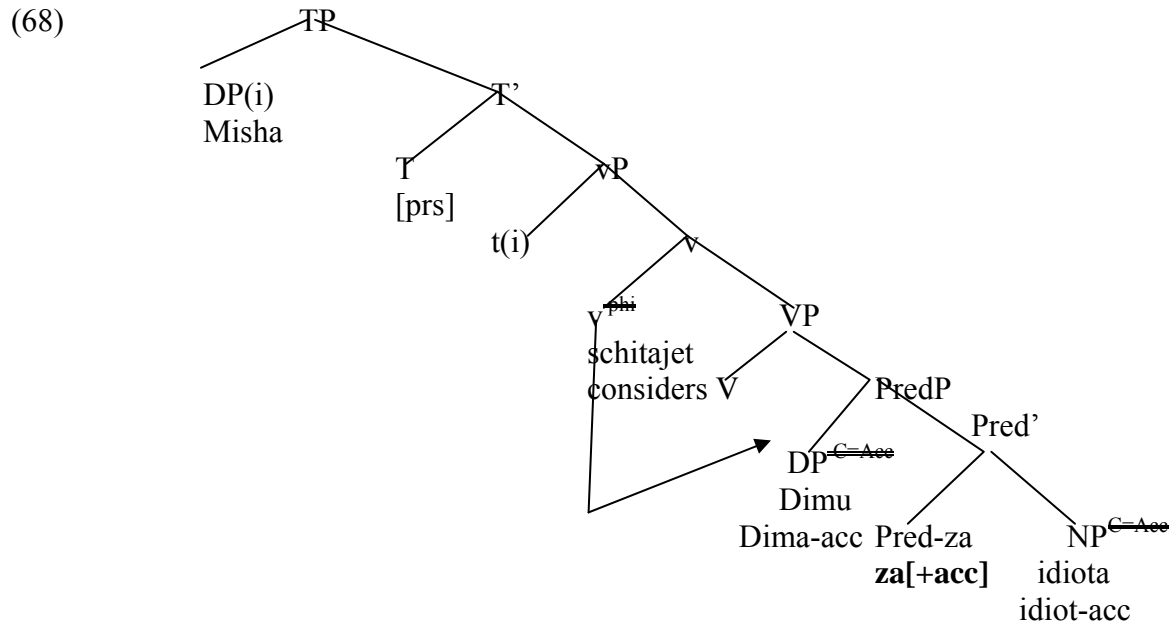 (68)
TP
DP(i)
T’
Misha
T
vP
[prs]
t(i)
v
v phi
VP
schitajet
considers V
PredP
Pred’
DP C=Acc
Dimu
Dima-acc Pred-za NP C=Acc
za[+acc] idiota
idiot-acc